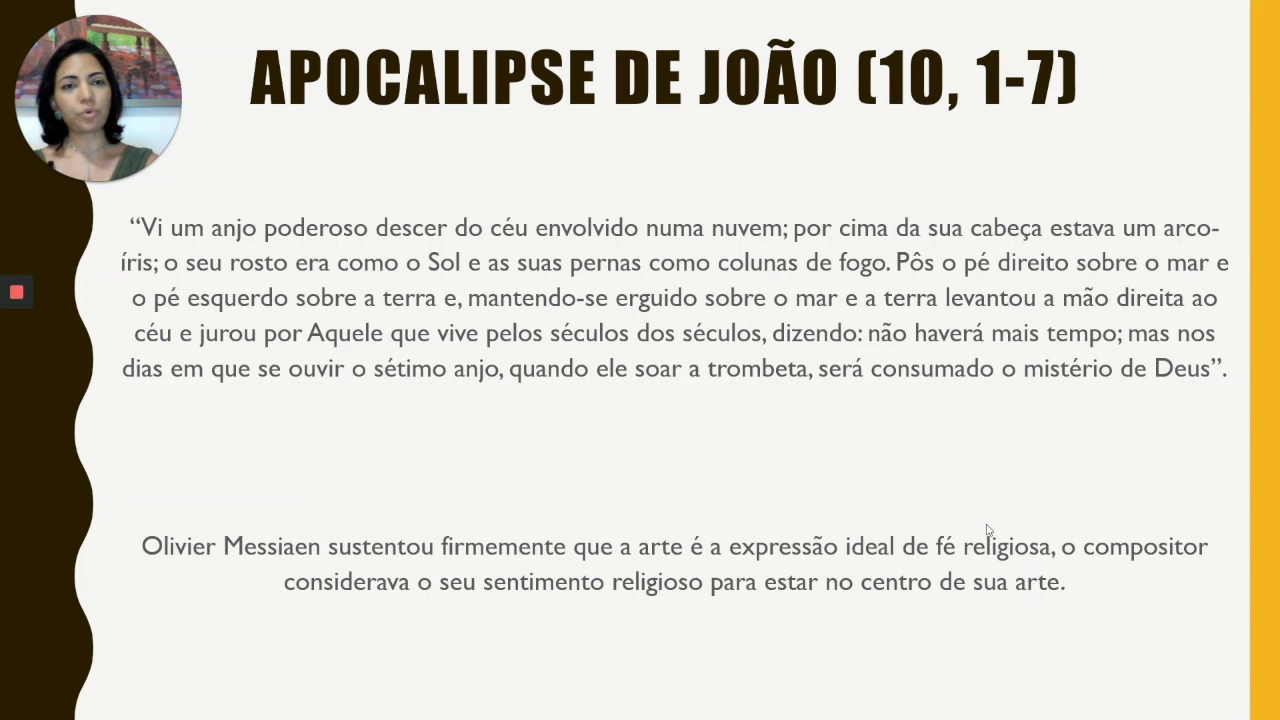 APOCALIPSE DE JOÃO (10, 1-7)
“Vi um anjo poderoso descer do céu envolvido numa nuvem; por cima da sua cabeça estava um arco-
íris; o seu rosto era como o Sol e as suas pernas como colunas de fogo. Pôs o pé direito sobre o mar e
o pé esquerdo sobre a terra e, mantendo-se erguido sobre o mar e a terra levantou a mão direita ao
céu e jurou por Aquele que vive pelos séculos dos séculos, dizendo: não haverá mais tempo; mas nos
dias em que se ouvir o sétimo anjo, quando ele soar a trombeta, será consumado o mistério de Deus”.
Olivier Messiaen sustentou firmemente que a arte é a expressão ideal de fé religiosa, o compositor
considerava o seu sentimento religioso para estar no centro de sua arte.